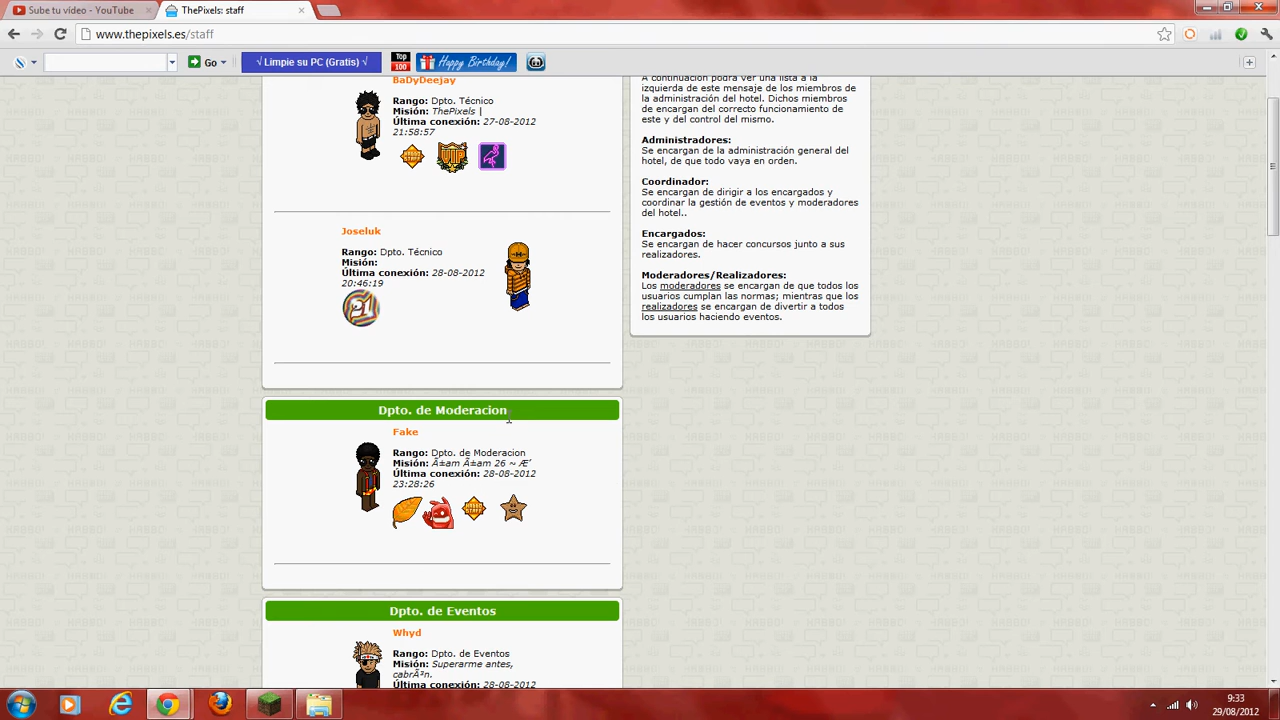 Sube tu vídeo - YouTube
ThePixels: staff
www.thepixels.es/staff
Go
√ Limpie su PC (Gratis) √
Top 100
Happy Birthday!
BaDyDeejay
Rango: Dpto. Técnico
Misión: ThePixels |
Última conexión: 27-08-2012
21:58:57
VIP
Joseluk
Rango: Dpto. Técnico
Misión:
Última conexión: 28-08-2012
20:46:19
21
Dpto. de Moderacion
Fake
Rango: Dpto. de Moderacion
Misión: Ã±am Ã±am 26 ~ Æ’
Última conexión: 28-08-2012
23:28:26
Dpto. de Eventos
Whyd
Rango: Dpto. de Eventos
Misión: Superarme antes,
cabrÃ³n.
Última conexión: 28-08-2012
A continuación podrá ver una lista a la
izquierda de este mensaje de los miembros de
la administración del hotel. Dichos miembros
de encargan del correcto funcionamiento de
este y del control del mismo.
Administradores:
Se encargan de la administración general del
hotel, de que todo vaya en orden.
Coordinador:
Se encargan de dirigir a los encargados y
coordinar la gestión de eventos y moderadores
del hotel..
Encargados:
Se encargan de hacer concursos junto a sus
realizadores.
Moderadores/Realizadores:
Los moderadores se encargan de que todos los
usuarios cumplan las normas; mientras que los
realizadores se encargan de divertir a todos
los usuarios haciendo eventos.
9:33
29/08/2012